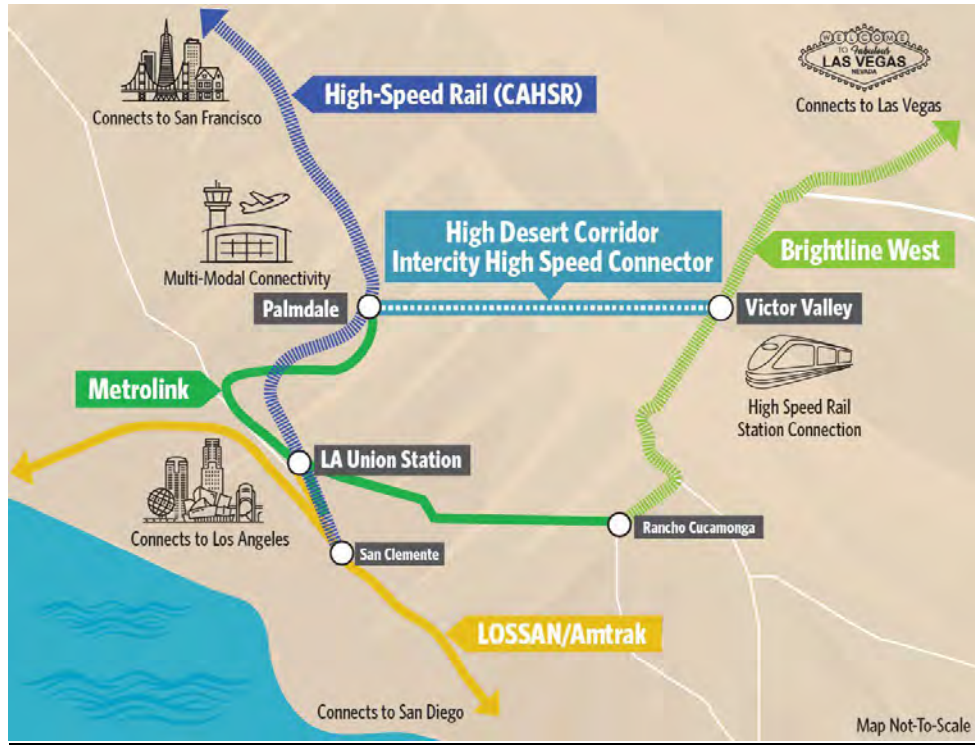 High-Speed Rail (CAHSR)
Connects to San Francisco
WELCOME
TO Fabulous
LAS VEGAS
NEVADA
Connects to Las Vegas
High Desert Corridor
Intercity High Speed Connector
Brightline West
Multi-Modal Connectivity
Palmdale
Victor Valley
Metrolink
High Speed Rail
Station Connection
LA Union Station
Connects to Los Angeles
Rancho Cucamonga
San Clemente
LOSSAN/Amtrak
Connects to San Diego
Map Not-To-Scale